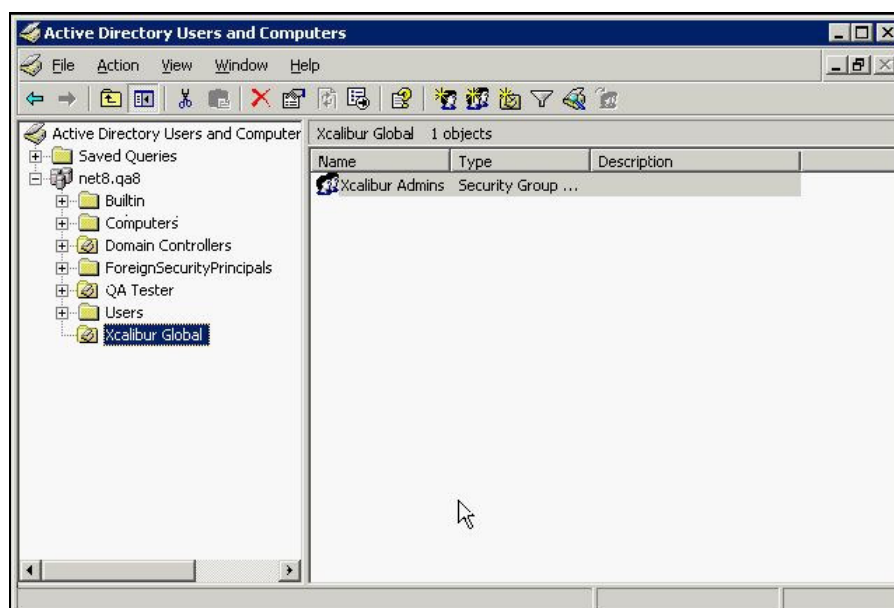 Active Directory Users and Computers
File Action View Window Help
Active Directory Users and Computer
Saved Queries
net8.qa8
Builtin
Computers
Domain Controllers
ForeignSecurityPrincipals
QA Tester
Users
Xcalibur Global
Xcalibur Global 1 objects
Name Type Description
Xcalibur Admins Security Group ...